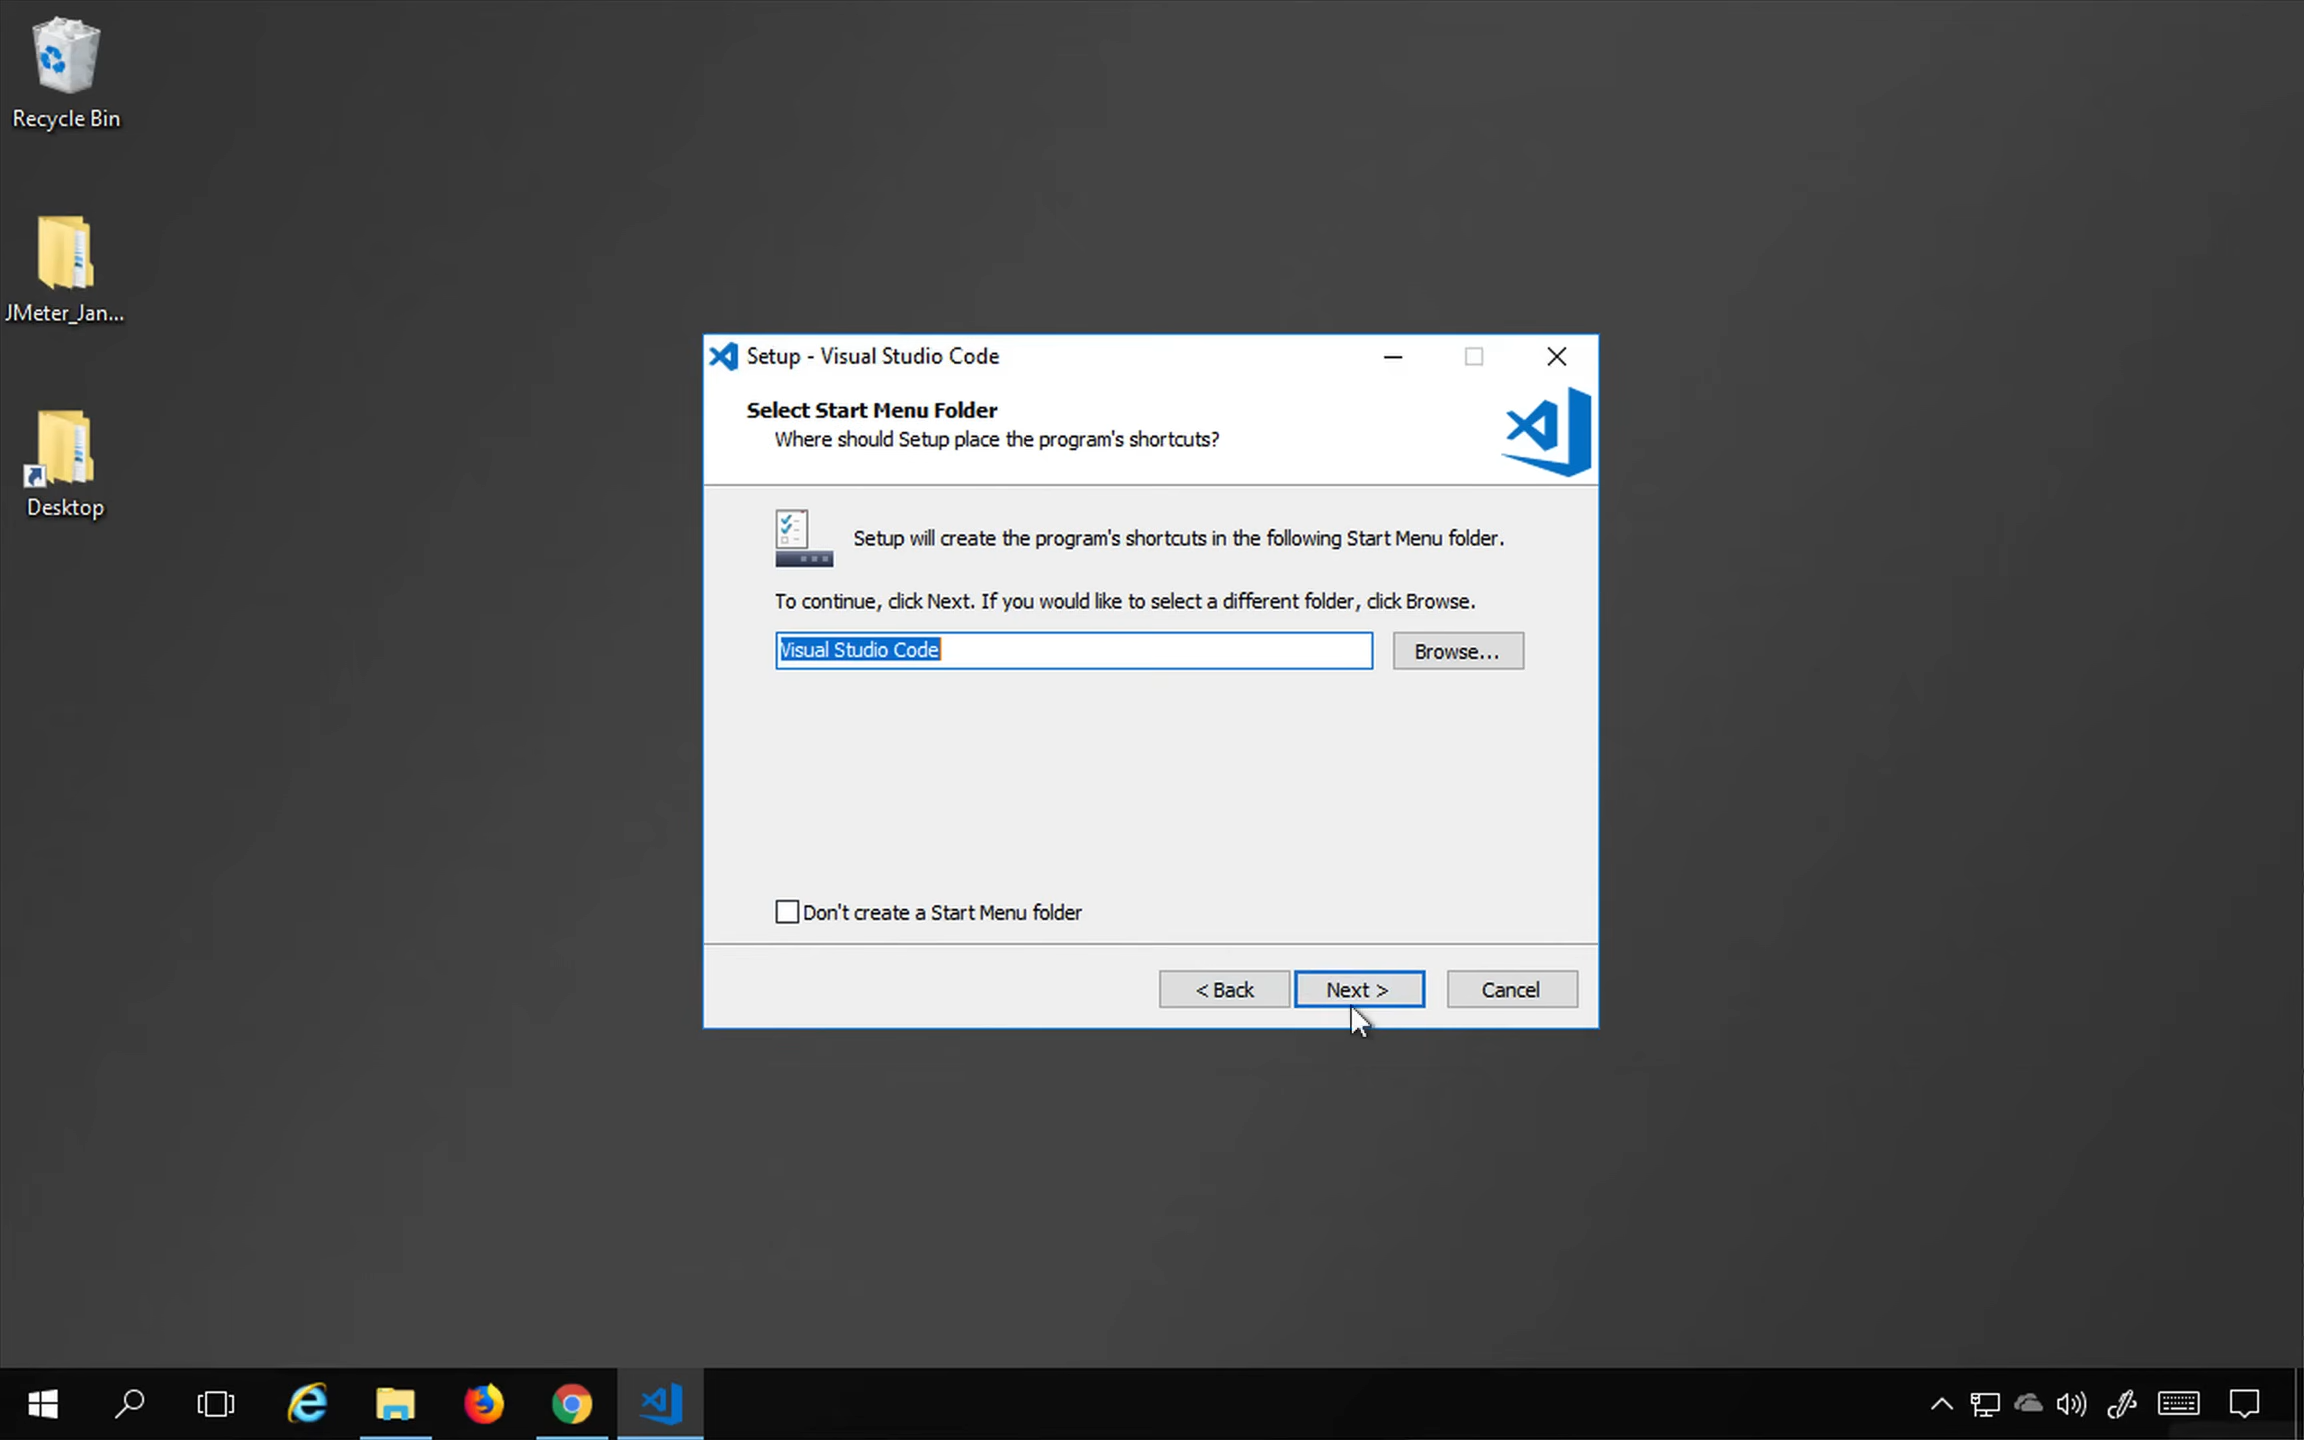 Recycle Bin
JMeter_Jan...
Desktop
Setup - Visual Studio Code
Select Start Menu Folder
Where should Setup place the program's shortcuts?
Setup will create the program's shortcuts in the following Start Menu folder.
To continue, click Next. If you would like to select a different folder, click Browse.
Visual Studio Code
Browse...
Don't create a Start Menu folder
< Back
Next >
Cancel